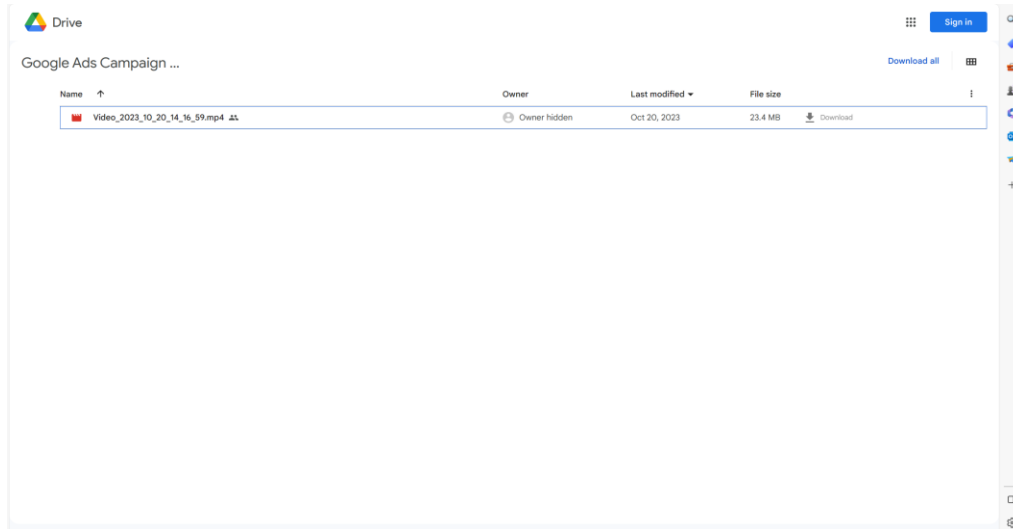 Drive
Sign in
Google Ads Campaign ...
Download all
Name
Owner
Last modified
File size
Video_2023_10_20_14_16_59.mp4
Owner hidden
Oct 20, 2023
23.4 MB
Download